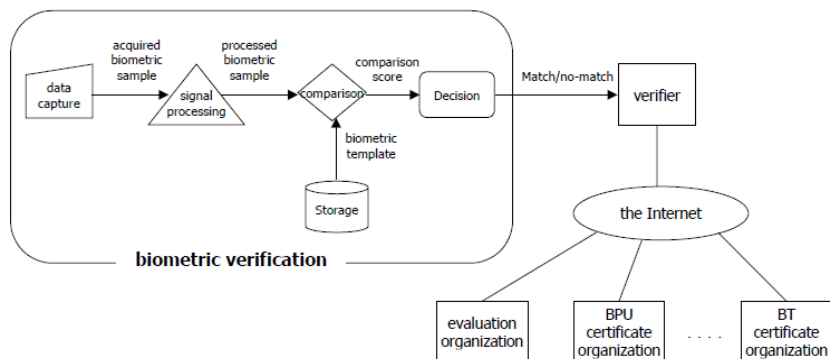 acquired
biometric
sample
processed
biometric
sample
comparison
score
Match/no-match
data
capture
signal
processing
comparison
Decision
verifier
biometric
template
Storage
the Internet
biometric verification
evaluation
organization
BPU
certificate
organization
. . . .
BT
certificate
organization